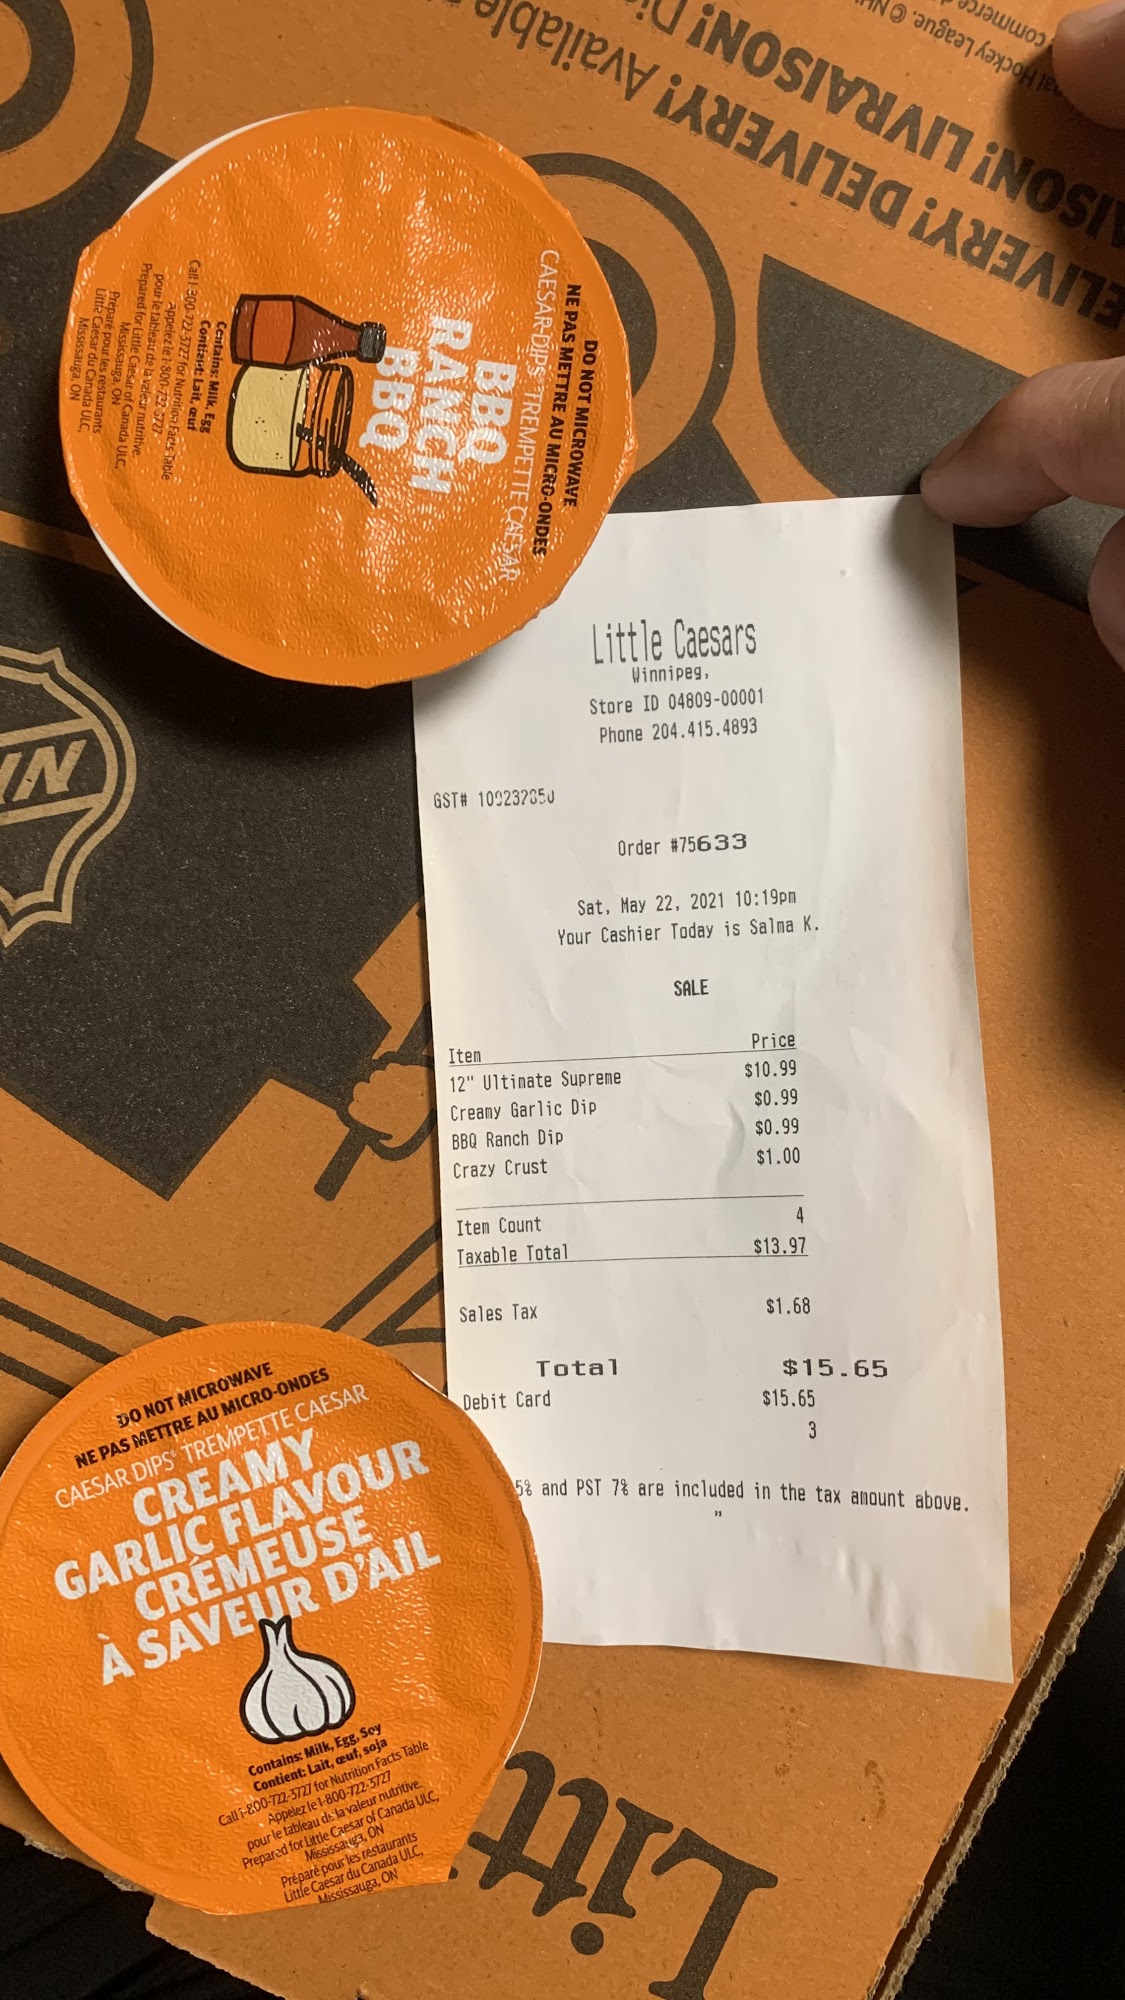 Available
DELIVERY! LIVRAISON!
DELIVERY! LIVRAISON!
Hockey League. © NH
commerce
DO NOT MICROWAVE
NE PAS METTRE AU MICRO-ONDES
CAESAR DIPS® TREMPETTE CAESAR
BBQ
RANCH
BBQ
Contains: Milk, Egg
Contient: Lait, œuf
Call 1-800-722-3727 for Nutrition Facts Table
Appelez le 1-800-722-3727
pour le tableau de la valeur nutritive.
Prepared for Little Caesar of Canada ULC,
Mississauga, ON
Préparé pour les restaurants
Little Caesar du Canada ULC,
Mississauga, ON
Little Caesars
Winnipeg,
Store ID 04809-00001
Phone 204.415.4893
GST#
Order #75633
Sat, May 22, 2021 10:19pm
Your Cashier Today is Salma K.
SALE
Item Price
12" Ultimate Supreme $10.99
Creamy Garlic Dip $0.99
BBQ Ranch Dip $0.99
Crazy Crust $1.00
Item Count 4
Taxable Total $13.97
Sales Tax $1.68
Total $15.65
Debit Card $15.65
3
5% and PST 7% are included in the tax amount above.
"
DO NOT MICROWAVE
NE PAS METTRE AU MICRO-ONDES
CAESAR DIPS® TREMPETTE CAESAR
CREAMY
GARLIC FLAVOUR
CRÉMEUSE
À SAVEUR D'AIL
Contains: Milk, Egg, Soy
Contient: Lait, œuf, soja
Call 1-800-722-3727 for Nutrition Facts Table
Appelez le 1-800-722-3727
pour le tableau de la valeur nutritive.
Prepared for Little Caesar of Canada ULC,
Mississauga, ON
Préparé pour les restaurants
Little Caesar du Canada ULC,
Mississauga, ON
Litt